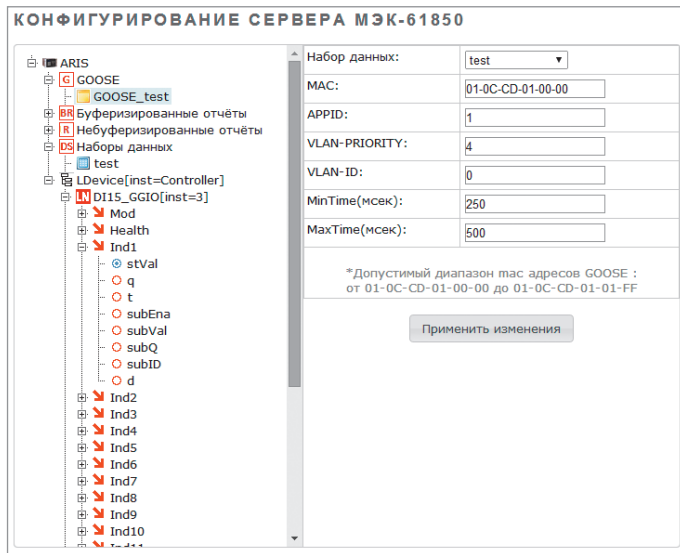 КОНФИГУРИРОВАНИЕ СЕРВЕРА МЭК-61850
ARIS
G GOOSE
GOOSE_test
BR Буферизированные отчёты
R Небуферизированные отчёты
DS Наборы данных
test
LDevice[inst=Controller]
LN DI15_GGIO[inst=3]
Mod
Health
Ind1
stVal
q
t
subEna
subVal
subQ
subID
d
Ind2
Ind3
Ind4
Ind5
Ind6
Ind7
Ind8
Ind9
Ind10
Ind11
Набор данных: test
MAC: 01-0C-CD-01-00-00
APPID: 1
VLAN-PRIORITY: 4
VLAN-ID: 0
MinTime(мсек): 250
MaxTime(мсек): 500
*Допустимый диапазон mac адресов GOOSE :
от 01-0C-CD-01-00-00 до 01-0C-CD-01-01-FF
Применить изменения